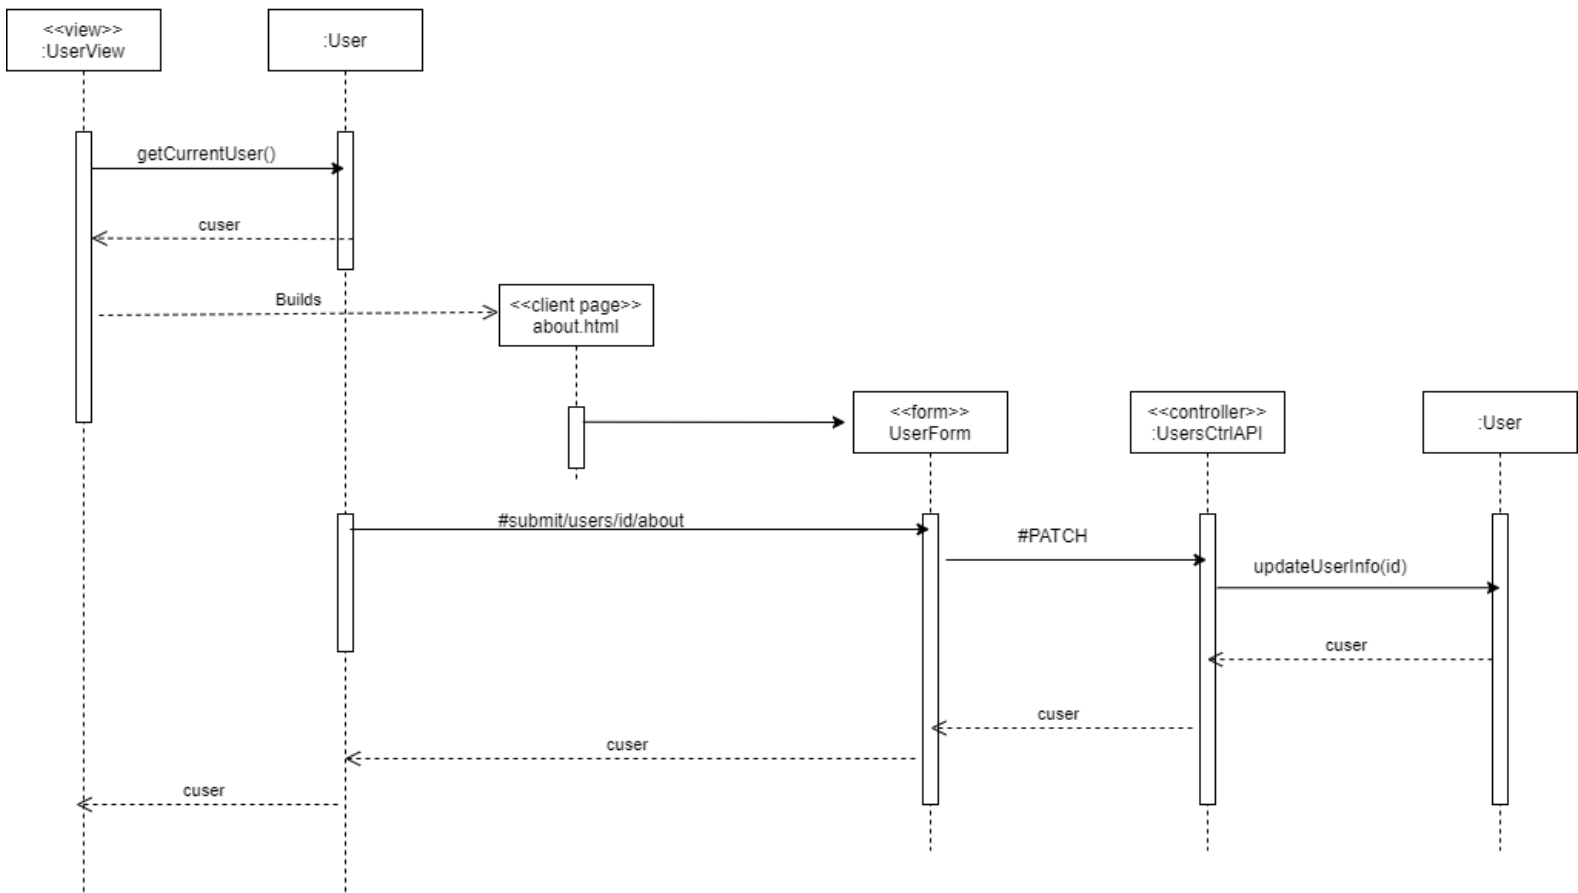 <<view>>
:UserView
:User
getCurrentUser()
cuser
Builds
<<client page>>
about.html
<<form>>
UserForm
<<controller>>
:UsersCtrlAPI
:User
#submit/users/id/about
#PATCH
updateUserInfo(id)
cuser
cuser
cuser
cuser